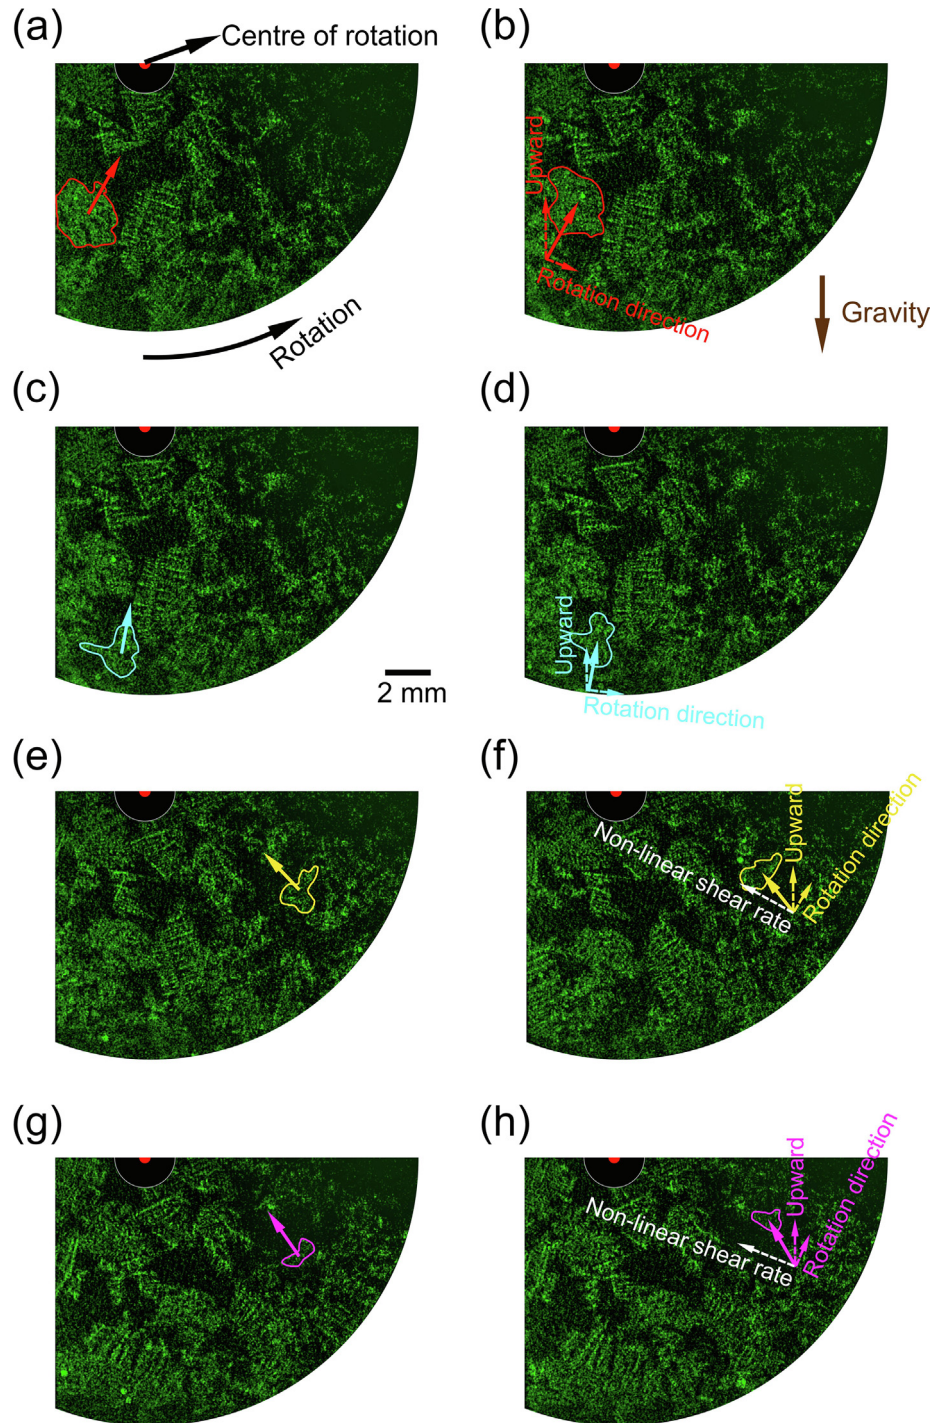 (a)
Centre of rotation
Rotation
(b)
Upward
Rotation direction
Gravity
(c)
2 mm
(d)
Upward
Rotation direction
(e)
(f)
Non-linear shear rate
Upward
Rotation direction
(g)
(h)
Non-linear shear rate
Upward
Rotation direction